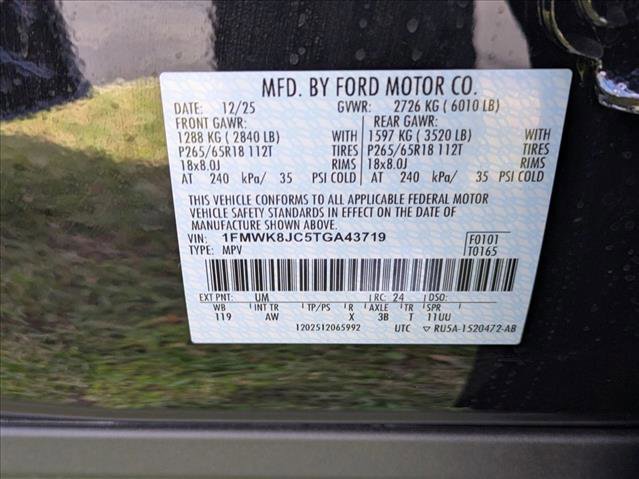 MFD. BY FORD MOTOR CO.
DATE: 12/25 GVWR: 2726 KG ( 6010 LB)
FRONT GAWR: REAR GAWR:
1288 KG ( 2840 LB) WITH 1597 KG ( 3520 LB) WITH
P265/65R18 112T TIRES P265/65R18 112T TIRES
18x8.0J RIMS 18x8.0J RIMS
AT 240 kPa/ 35 PSI COLD AT 240 kPa/ 35 PSI COLD
THIS VEHICLE CONFORMS TO ALL APPLICABLE FEDERAL MOTOR
VEHICLE SAFETY STANDARDS IN EFFECT ON THE DATE OF
MANUFACTURE SHOWN ABOVE.
VIN: 1FMWK8JC5TGA43719 F0101
TYPE: MPV T0165
EXT PNT: UM RC: 24 DSO:
WB INT TR TP/PS R AXLE TR SPR
119 AW X 3B T 11UU
1202512065992 UTC ▽ RU5A-1520472-AB